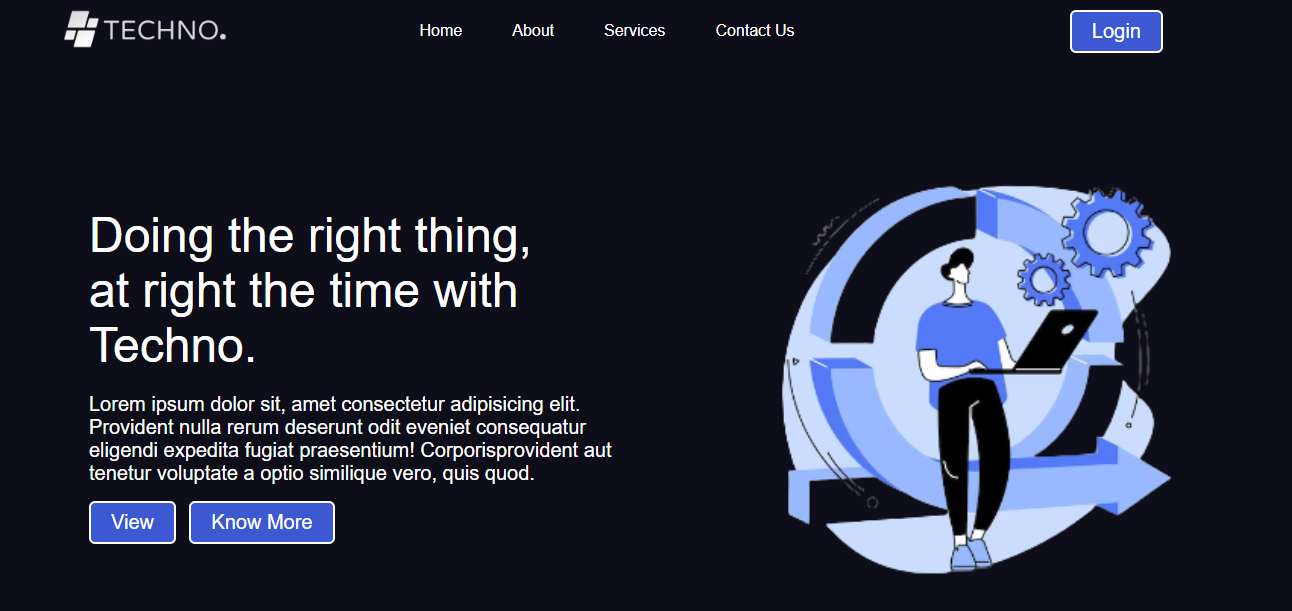 TECHNO.
Home
About
Services
Contact Us
Login
Doing the right thing,
at right the time with
Techno.
Lorem ipsum dolor sit, amet consectetur adipisicing elit.
Provident nulla rerum deserunt odit eveniet consequatur
eligendi expedita fugiat praesentium! Corporisprovident aut
tenetur voluptate a optio similique vero, quis quod.
View
Know More